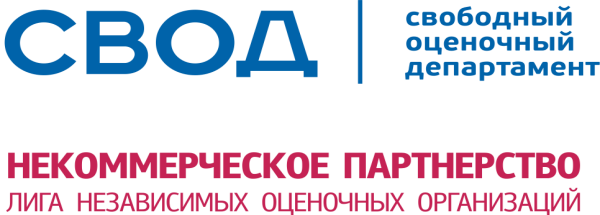 СВОД
свободный
оценочный
департамент
НЕКОММЕРЧЕСКОЕ ПАРТНЕРСТВО
ЛИГА НЕЗАВИСИМЫХ ОЦЕНОЧНЫХ ОРГАНИЗАЦИЙ